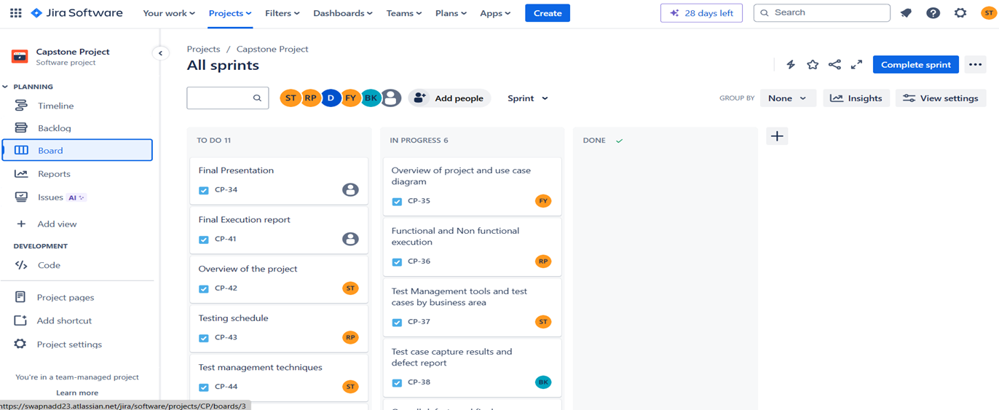 Jira Software
Your work
Projects
Filters
Dashboards
Teams
Plans
Apps
Create
28 days left
Search
ST
Capstone Project
Software project
PLANNING
Timeline
Backlog
Board
Reports
Issues AI
Add view
DEVELOPMENT
Code
Project pages
Add shortcut
Project settings
You're in a team-managed project
Learn more
https://swapnadd23.atlassian.net/jira/software/projects/CP/boards/3
Projects / Capstone Project
All sprints
Complete sprint
ST RP D FY BK
Add people
Sprint
GROUP BY
None
Insights
View settings
TO DO 11
Final Presentation
CP-34
Final Execution report
CP-41
Overview of the project
CP-42 ST
Testing schedule
CP-43 RP
Test management techniques
CP-44 ST
IN PROGRESS 6
Overview of project and use case
diagram
CP-35 FY
Functional and Non functional
execution
CP-36 RP
Test Management tools and test
cases by business area
CP-37 ST
Test case capture results and
defect report
CP-38 BK
DONE